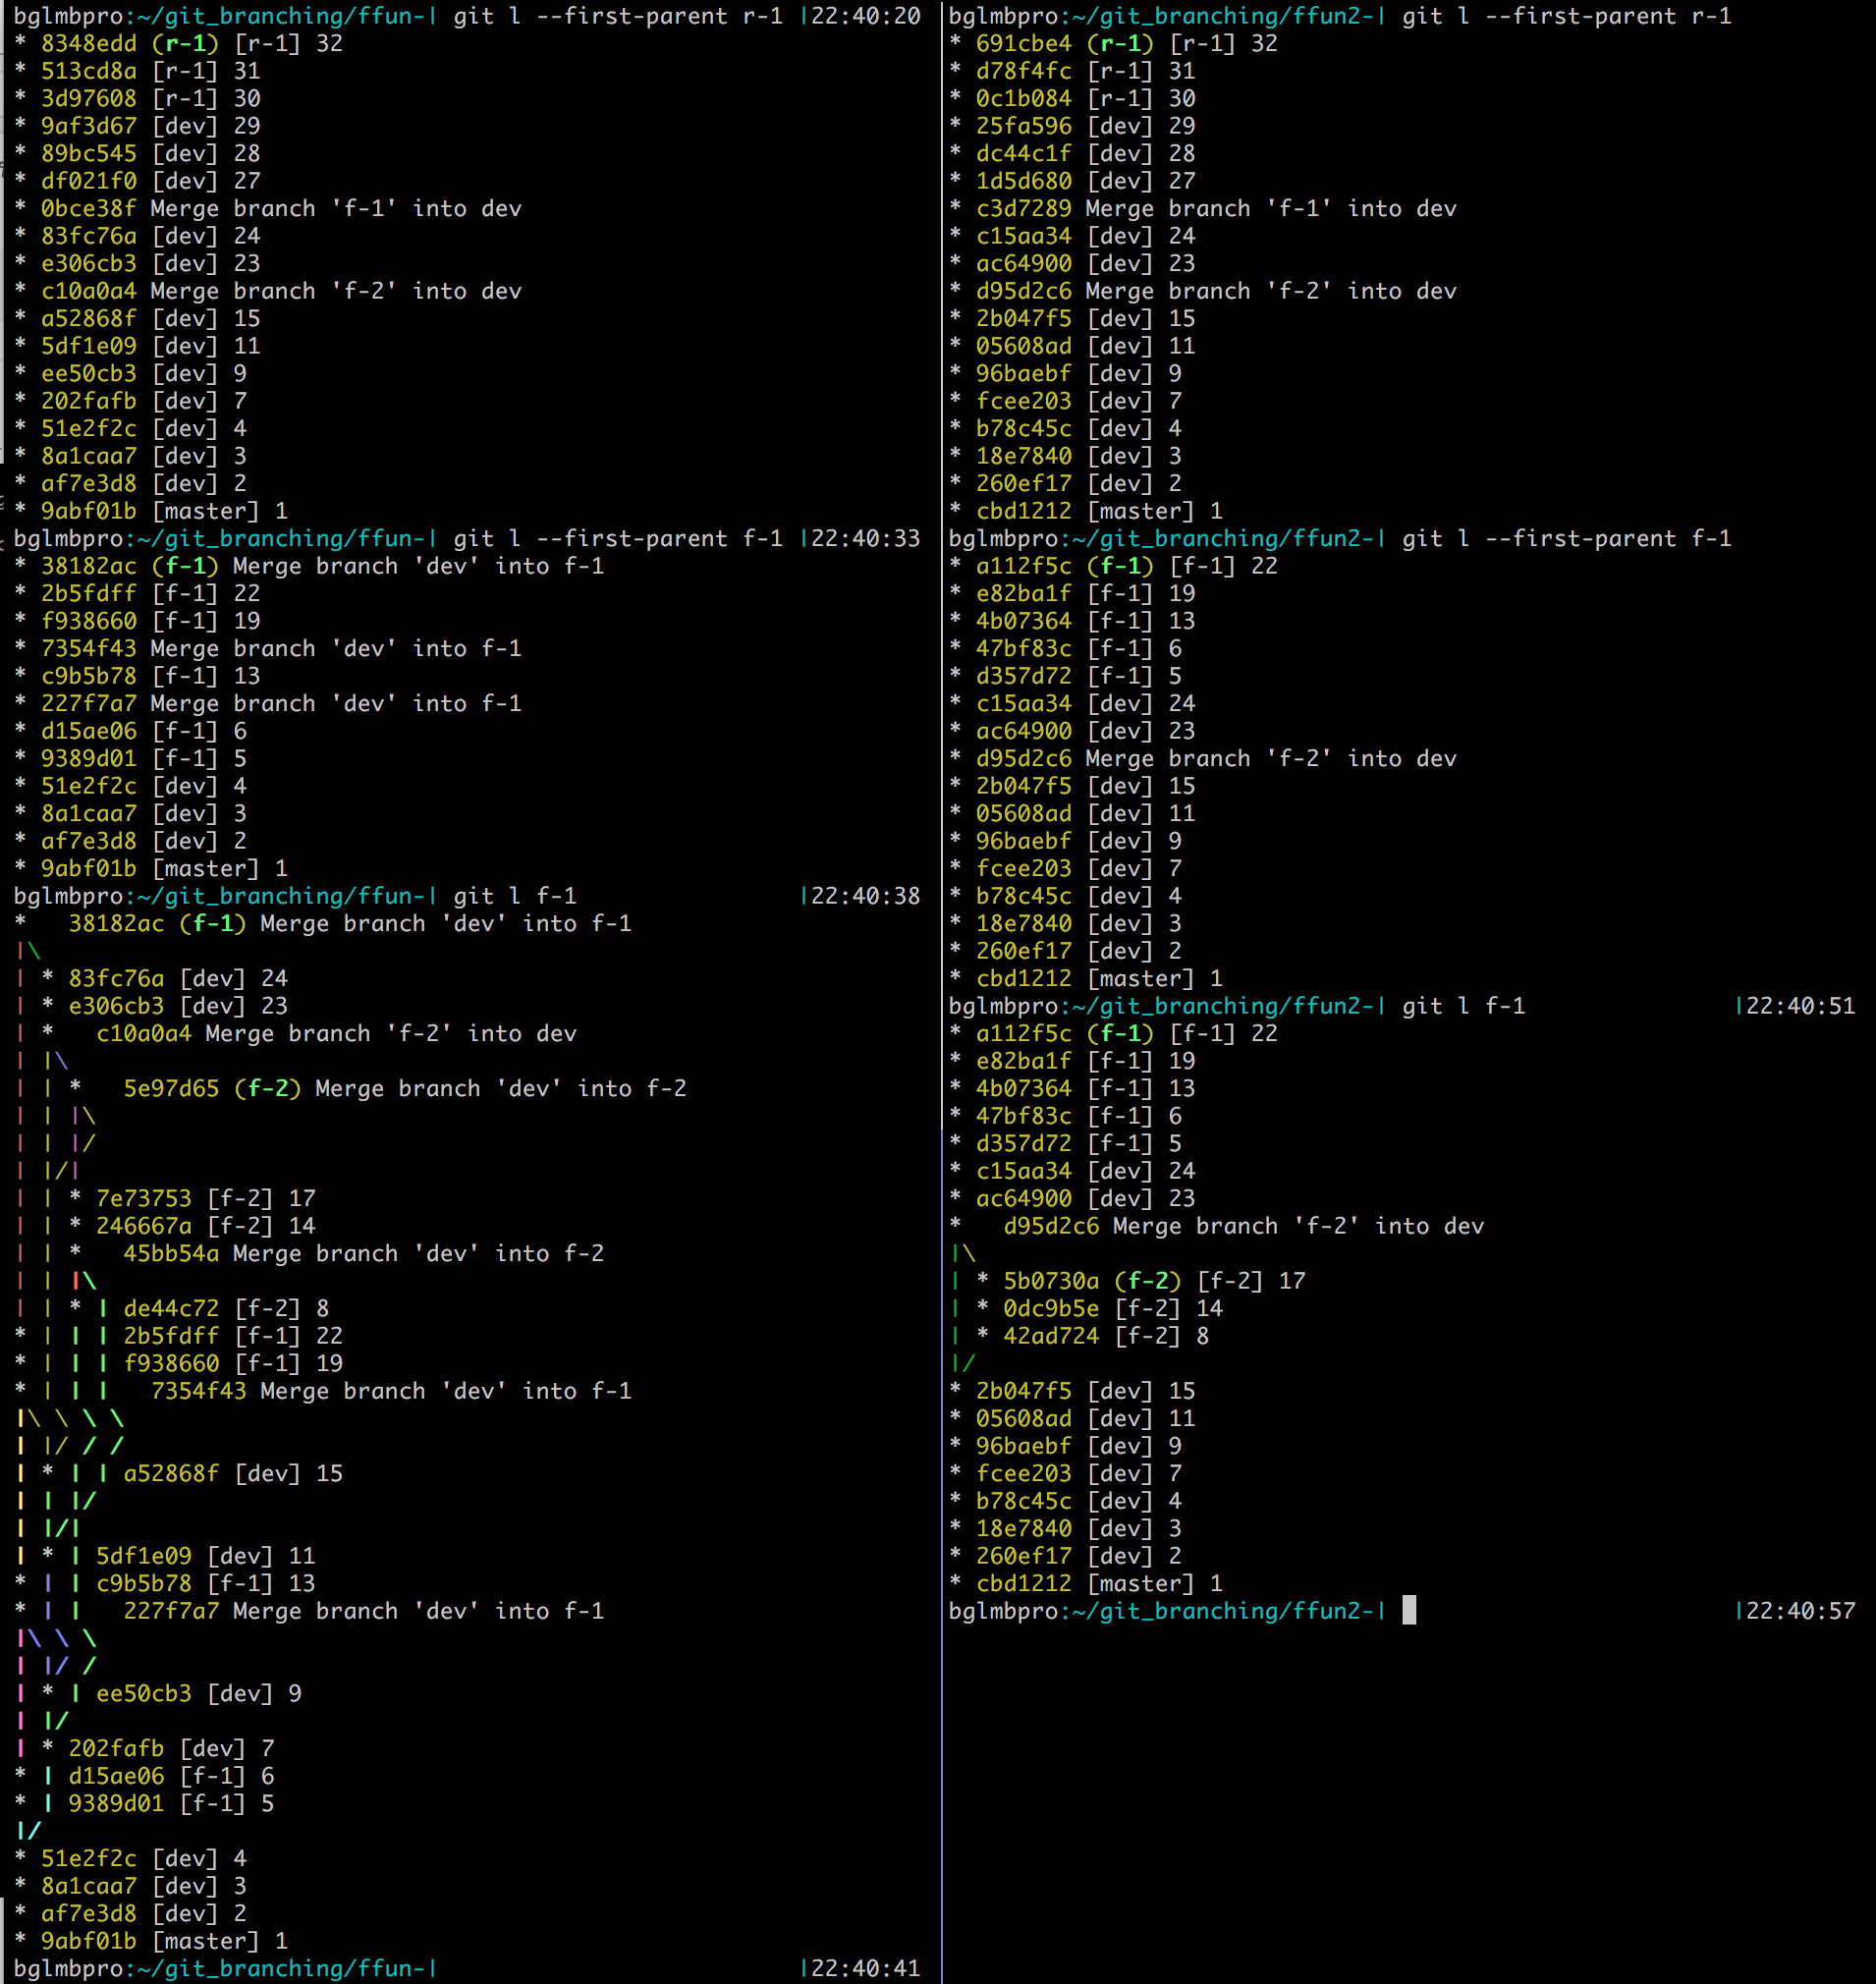 bglmbpro:~/git_branching/ffun-| git l --first-parent r-1 |22:40:20
* 8348edd (r-1) [r-1] 32
* 513cd8a [r-1] 31
* 3d97608 [r-1] 30
* 9af3d67 [dev] 29
* 89bc545 [dev] 28
* df021f0 [dev] 27
* 0bce38f Merge branch 'f-1' into dev
* 83fc76a [dev] 24
* e306cb3 [dev] 23
* c10a0a4 Merge branch 'f-2' into dev
* a52868f [dev] 15
* 5df1e09 [dev] 11
* ee50cb3 [dev] 9
* 202fafb [dev] 7
* 51e2f2c [dev] 4
* 8a1caa7 [dev] 3
* af7e3d8 [dev] 2
* 9abf01b [master] 1
bglmbpro:~/git_branching/ffun-| git l --first-parent f-1 |22:40:33
* 38182ac (f-1) Merge branch 'dev' into f-1
* 2b5fdff [f-1] 22
* f938660 [f-1] 19
* 7354f43 Merge branch 'dev' into f-1
* c9b5b78 [f-1] 13
* 227f7a7 Merge branch 'dev' into f-1
* d15ae06 [f-1] 6
* 9389d01 [f-1] 5
* 51e2f2c [dev] 4
* 8a1caa7 [dev] 3
* af7e3d8 [dev] 2
* 9abf01b [master] 1
bglmbpro:~/git_branching/ffun-| git l f-1 |22:40:38
*   38182ac (f-1) Merge branch 'dev' into f-1
|\
| * 83fc76a [dev] 24
| * e306cb3 [dev] 23
| *   c10a0a4 Merge branch 'f-2' into dev
| |\
| | *   5e97d65 (f-2) Merge branch 'dev' into f-2
| | |\
| | |/
| |/|
| | * 7e73753 [f-2] 17
| | * 246667a [f-2] 14
| | *   45bb54a Merge branch 'dev' into f-2
| | |\
| | * | de44c72 [f-2] 8
* | | | 2b5fdff [f-1] 22
* | | | f938660 [f-1] 19
* | | |   7354f43 Merge branch 'dev' into f-1
|\ \ \ \
| |/ / /
| * | | a52868f [dev] 15
| | |/
| |/|
| * | 5df1e09 [dev] 11
* | | c9b5b78 [f-1] 13
* | |   227f7a7 Merge branch 'dev' into f-1
|\ \ \
| |/ /
| * | ee50cb3 [dev] 9
| |/
| * 202fafb [dev] 7
* | d15ae06 [f-1] 6
* | 9389d01 [f-1] 5
|/
* 51e2f2c [dev] 4
* 8a1caa7 [dev] 3
* af7e3d8 [dev] 2
* 9abf01b [master] 1
bglmbpro:~/git_branching/ffun-| |22:40:41
bglmbpro:~/git_branching/ffun2-| git l --first-parent r-1
* 691cbe4 (r-1) [r-1] 32
* d78f4fc [r-1] 31
* 0c1b084 [r-1] 30
* 25fa596 [dev] 29
* dc44c1f [dev] 28
* 1d5d680 [dev] 27
* c3d7289 Merge branch 'f-1' into dev
* c15aa34 [dev] 24
* ac64900 [dev] 23
* d95d2c6 Merge branch 'f-2' into dev
* 2b047f5 [dev] 15
* 05608ad [dev] 11
* 96baebf [dev] 9
* fcee203 [dev] 7
* b78c45c [dev] 4
* 18e7840 [dev] 3
* 260ef17 [dev] 2
* cbd1212 [master] 1
bglmbpro:~/git_branching/ffun2-| git l --first-parent f-1
* a112f5c (f-1) [f-1] 22
* e82ba1f [f-1] 19
* 4b07364 [f-1] 13
* 47bf83c [f-1] 6
* d357d72 [f-1] 5
* c15aa34 [dev] 24
* ac64900 [dev] 23
* d95d2c6 Merge branch 'f-2' into dev
* 2b047f5 [dev] 15
* 05608ad [dev] 11
* 96baebf [dev] 9
* fcee203 [dev] 7
* b78c45c [dev] 4
* 18e7840 [dev] 3
* 260ef17 [dev] 2
* cbd1212 [master] 1
bglmbpro:~/git_branching/ffun2-| git l f-1 |22:40:51
* a112f5c (f-1) [f-1] 22
* e82ba1f [f-1] 19
* 4b07364 [f-1] 13
* 47bf83c [f-1] 6
* d357d72 [f-1] 5
* c15aa34 [dev] 24
* ac64900 [dev] 23
*   d95d2c6 Merge branch 'f-2' into dev
|\
| * 5b0730a (f-2) [f-2] 17
| * 0dc9b5e [f-2] 14
| * 42ad724 [f-2] 8
|/
* 2b047f5 [dev] 15
* 05608ad [dev] 11
* 96baebf [dev] 9
* fcee203 [dev] 7
* b78c45c [dev] 4
* 18e7840 [dev] 3
* 260ef17 [dev] 2
* cbd1212 [master] 1
bglmbpro:~/git_branching/ffun2-| |22:40:57